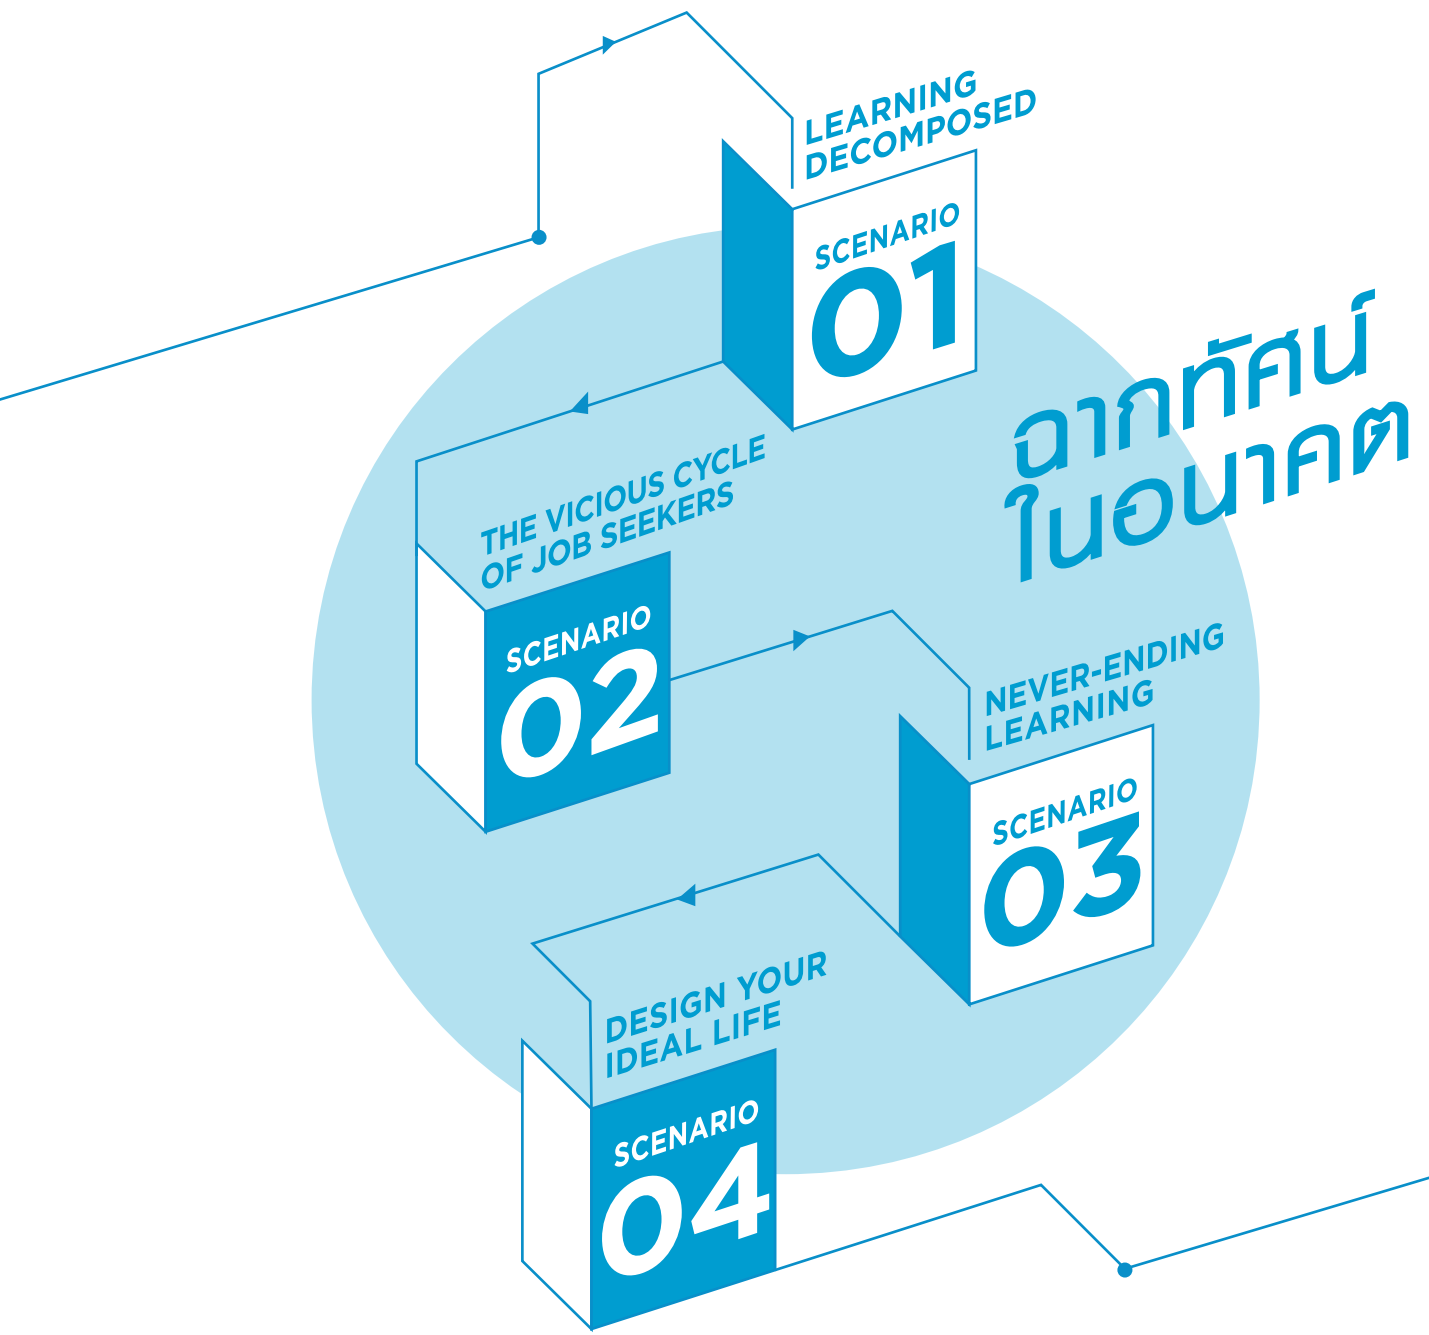 LEARNING
DECOMPOSED
SCENARIO
01
ฉากทัศน์
ในอนาคต
THE VICIOUS CYCLE
OF JOB SEEKERS
SCENARIO
02
NEVER-ENDING
LEARNING
SCENARIO
03
DESIGN YOUR
IDEAL LIFE
SCENARIO
04